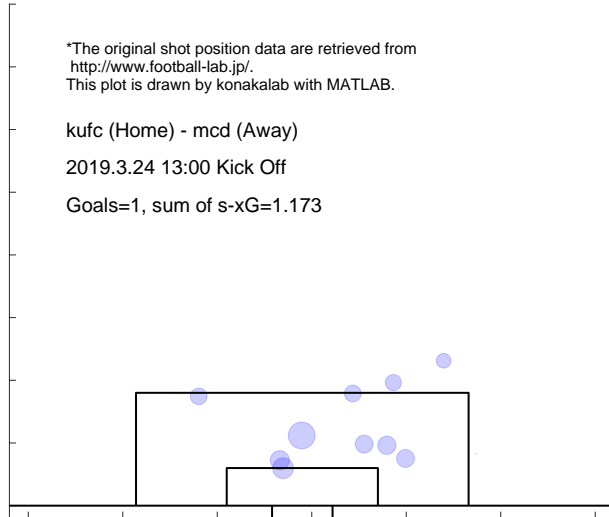 *The original shot position data are retrieved from
http://www.football-lab.jp/.
This plot is drawn by konakalab with MATLAB.
kufc (Home) - mcd (Away)
2019.3.24 13:00 Kick Off
Goals=1, sum of s-xG=1.173